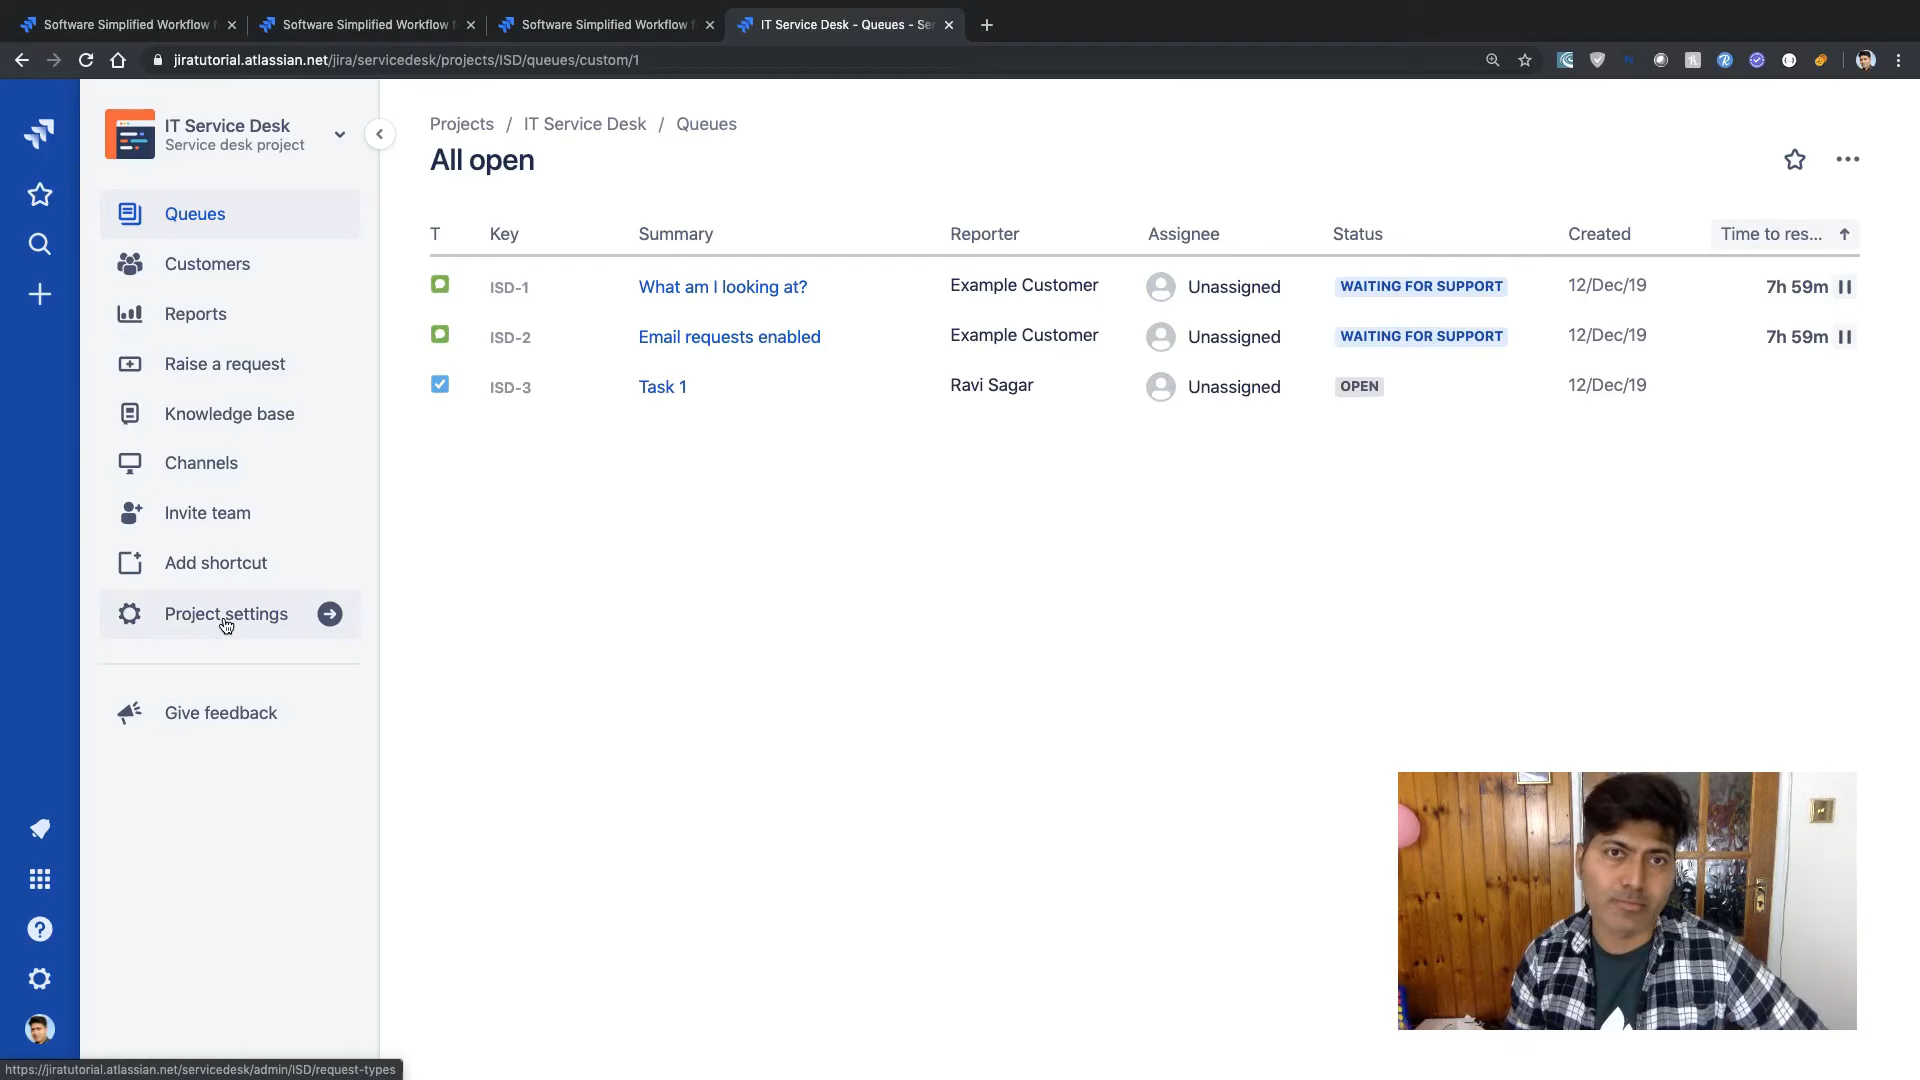 Software Simplified Workflow f
Software Simplified Workflow f
Software Simplified Workflow f
IT Service Desk - Queues - Ser
jiratutorial.atlassian.net/jira/servicedesk/projects/ISD/queues/custom/1
IT Service Desk
Service desk project
Queues
Customers
Reports
Raise a request
Knowledge base
Channels
Invite team
Add shortcut
Project settings
Give feedback
Projects / IT Service Desk / Queues
All open
T Key Summary Reporter Assignee Status Created Time to res...
ISD-1 What am I looking at? Example Customer Unassigned WAITING FOR SUPPORT 12/Dec/19 7h 59m
ISD-2 Email requests enabled Example Customer Unassigned WAITING FOR SUPPORT 12/Dec/19 7h 59m
ISD-3 Task 1 Ravi Sagar Unassigned OPEN 12/Dec/19
https://jiratutorial.atlassian.net/servicedesk/admin/ISD/request-types